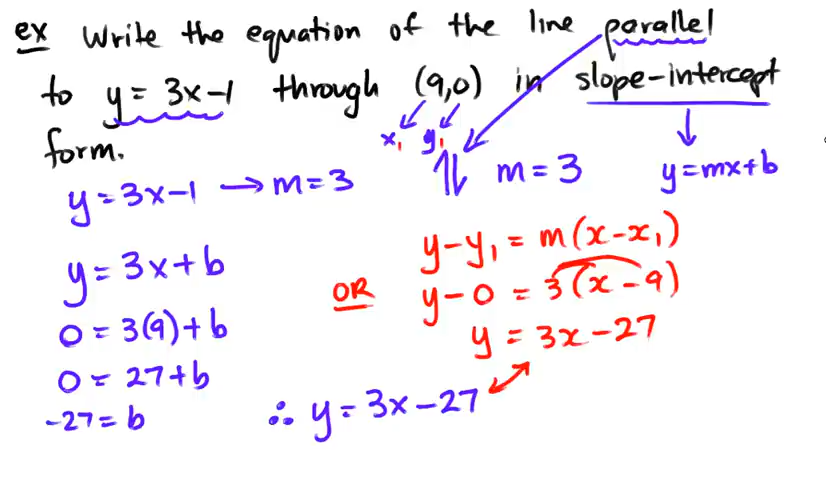 ex Write the equation of the line parallel
to y = 3x-1 through (9,0) in slope-intercept
form.
x₁ y₁
y = 3x-1 → m = 3
⇅ m = 3
y = mx+b
y = 3x + b
0 = 3(9) + b
0 = 27 + b
-27 = b
OR
y - y₁ = m(x - x₁)
y - 0 = 3(x - 9)
y = 3x - 27
∴ y = 3x - 27